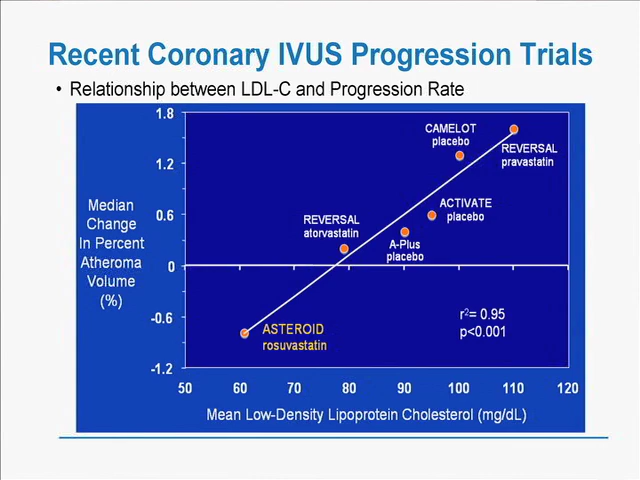 Recent Coronary IVUS Progression Trials
• Relationship between LDL-C and Progression Rate
Median
Change
In Percent
Atheroma
Volume
(%)
1.8
1.2
0.6
0
-0.6
-1.2
CAMELOT
placebo
REVERSAL
pravastatin
ACTIVATE
placebo
REVERSAL
atorvastatin
A-Plus
placebo
ASTEROID
rosuvastatin
r²= 0.95
p<0.001
50 60 70 80 90 100 110 120
Mean Low-Density Lipoprotein Cholesterol (mg/dL)